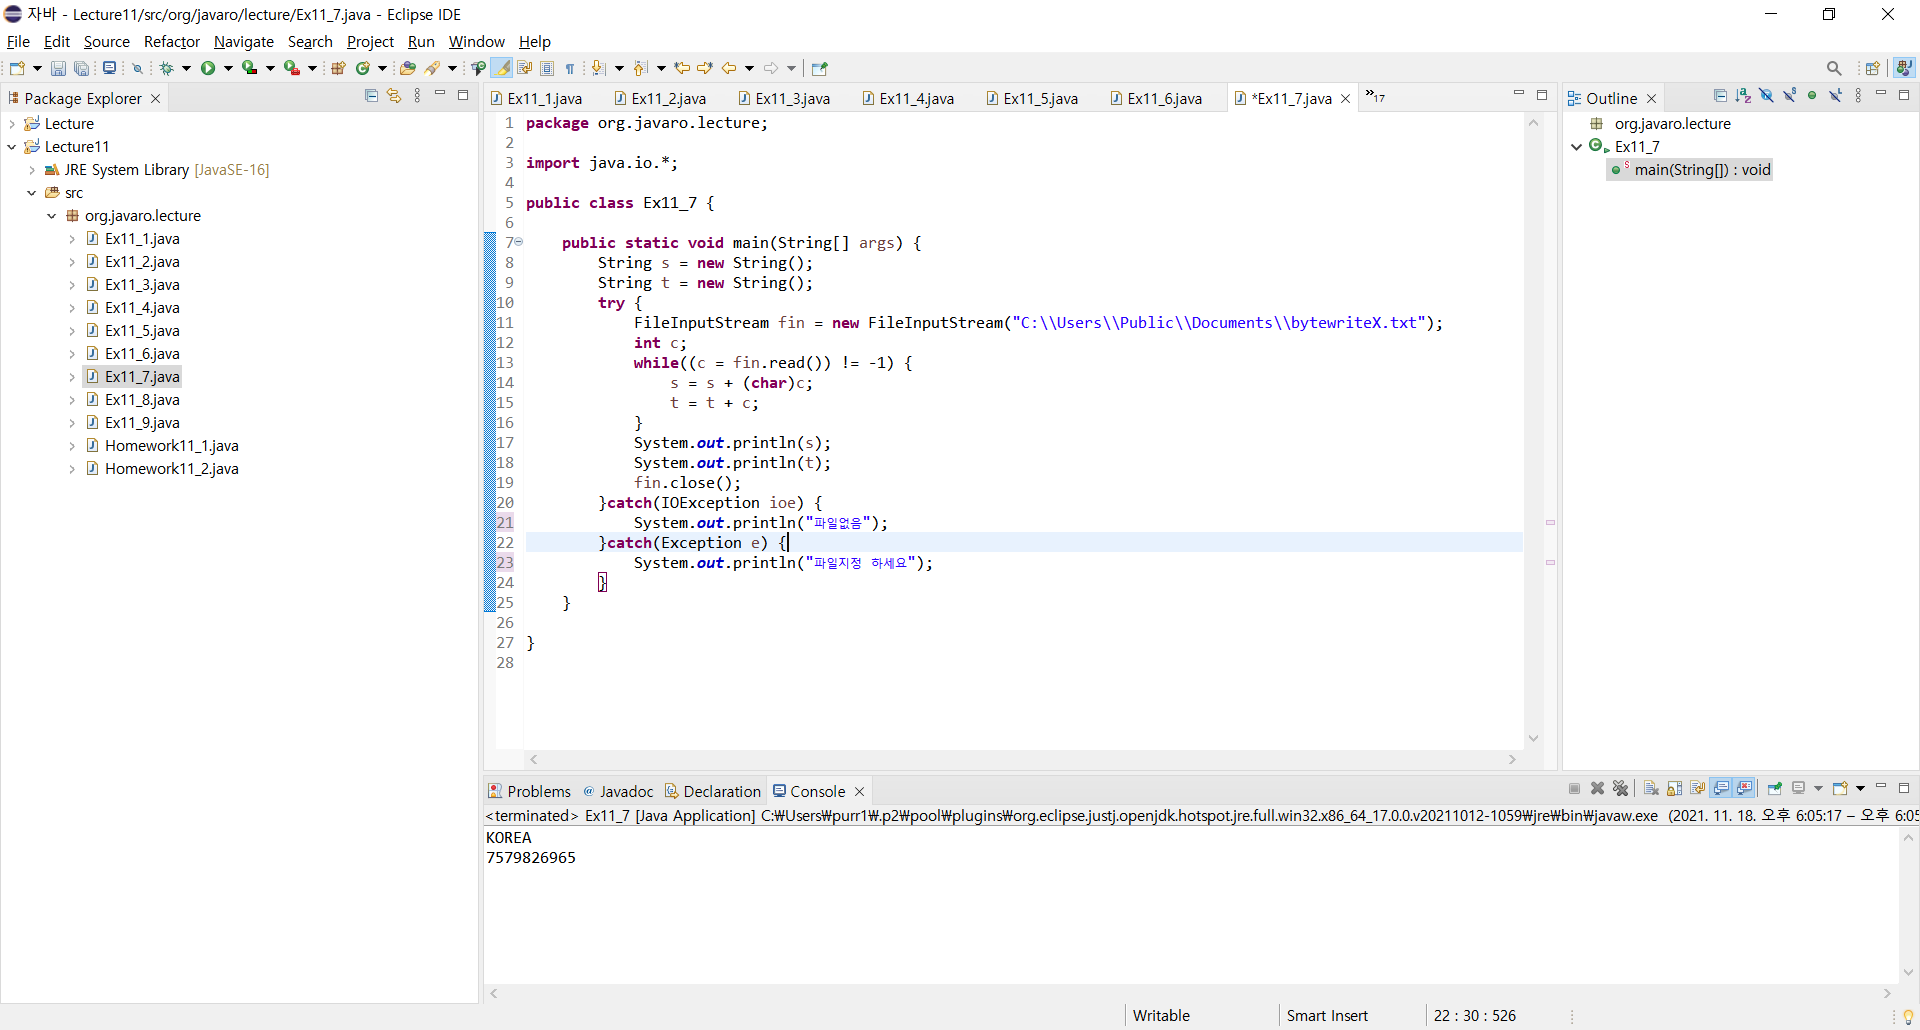 자바 - Lecture11/src/org/javaro/lecture/Ex11_7.java - Eclipse IDE
File Edit Source Refactor Navigate Search Project Run Window Help
Package Explorer
Lecture
Lecture11
JRE System Library [JavaSE-16]
src
org.javaro.lecture
Ex11_1.java
Ex11_2.java
Ex11_3.java
Ex11_4.java
Ex11_5.java
Ex11_6.java
Ex11_7.java
Ex11_8.java
Ex11_9.java
Homework11_1.java
Homework11_2.java
Ex11_1.java Ex11_2.java Ex11_3.java Ex11_4.java Ex11_5.java Ex11_6.java *Ex11_7.java »17
1 package org.javaro.lecture;
2
3 import java.io.*;
4
5 public class Ex11_7 {
6
7 public static void main(String[] args) {
8 String s = new String();
9 String t = new String();
10 try {
11 FileInputStream fin = new FileInputStream("C:\\Users\\Public\\Documents\\bytewriteX.txt");
12 int c;
13 while((c = fin.read()) != -1) {
14 s = s + (char)c;
15 t = t + c;
16 }
17 System.out.println(s);
18 System.out.println(t);
19 fin.close();
20 }catch(IOException ioe) {
21 System.out.println("파일없음");
22 }catch(Exception e) {
23 System.out.println("파일지정 하세요");
24 }
25 }
26
27 }
28
Outline
org.javaro.lecture
Ex11_7
main(String[]) : void
Problems @ Javadoc Declaration Console
<terminated> Ex11_7 [Java Application] C:₩Users₩purr1₩.p2₩pool₩plugins₩org.eclipse.justj.openjdk.hotspot.jre.full.win32.x86_64_17.0.0.v20211012-1059₩jre₩bin₩javaw.exe (2021. 11. 18. 오후 6:05:17 – 오후 6:05
KOREA
7579826965
Writable Smart Insert 22 : 30 : 526